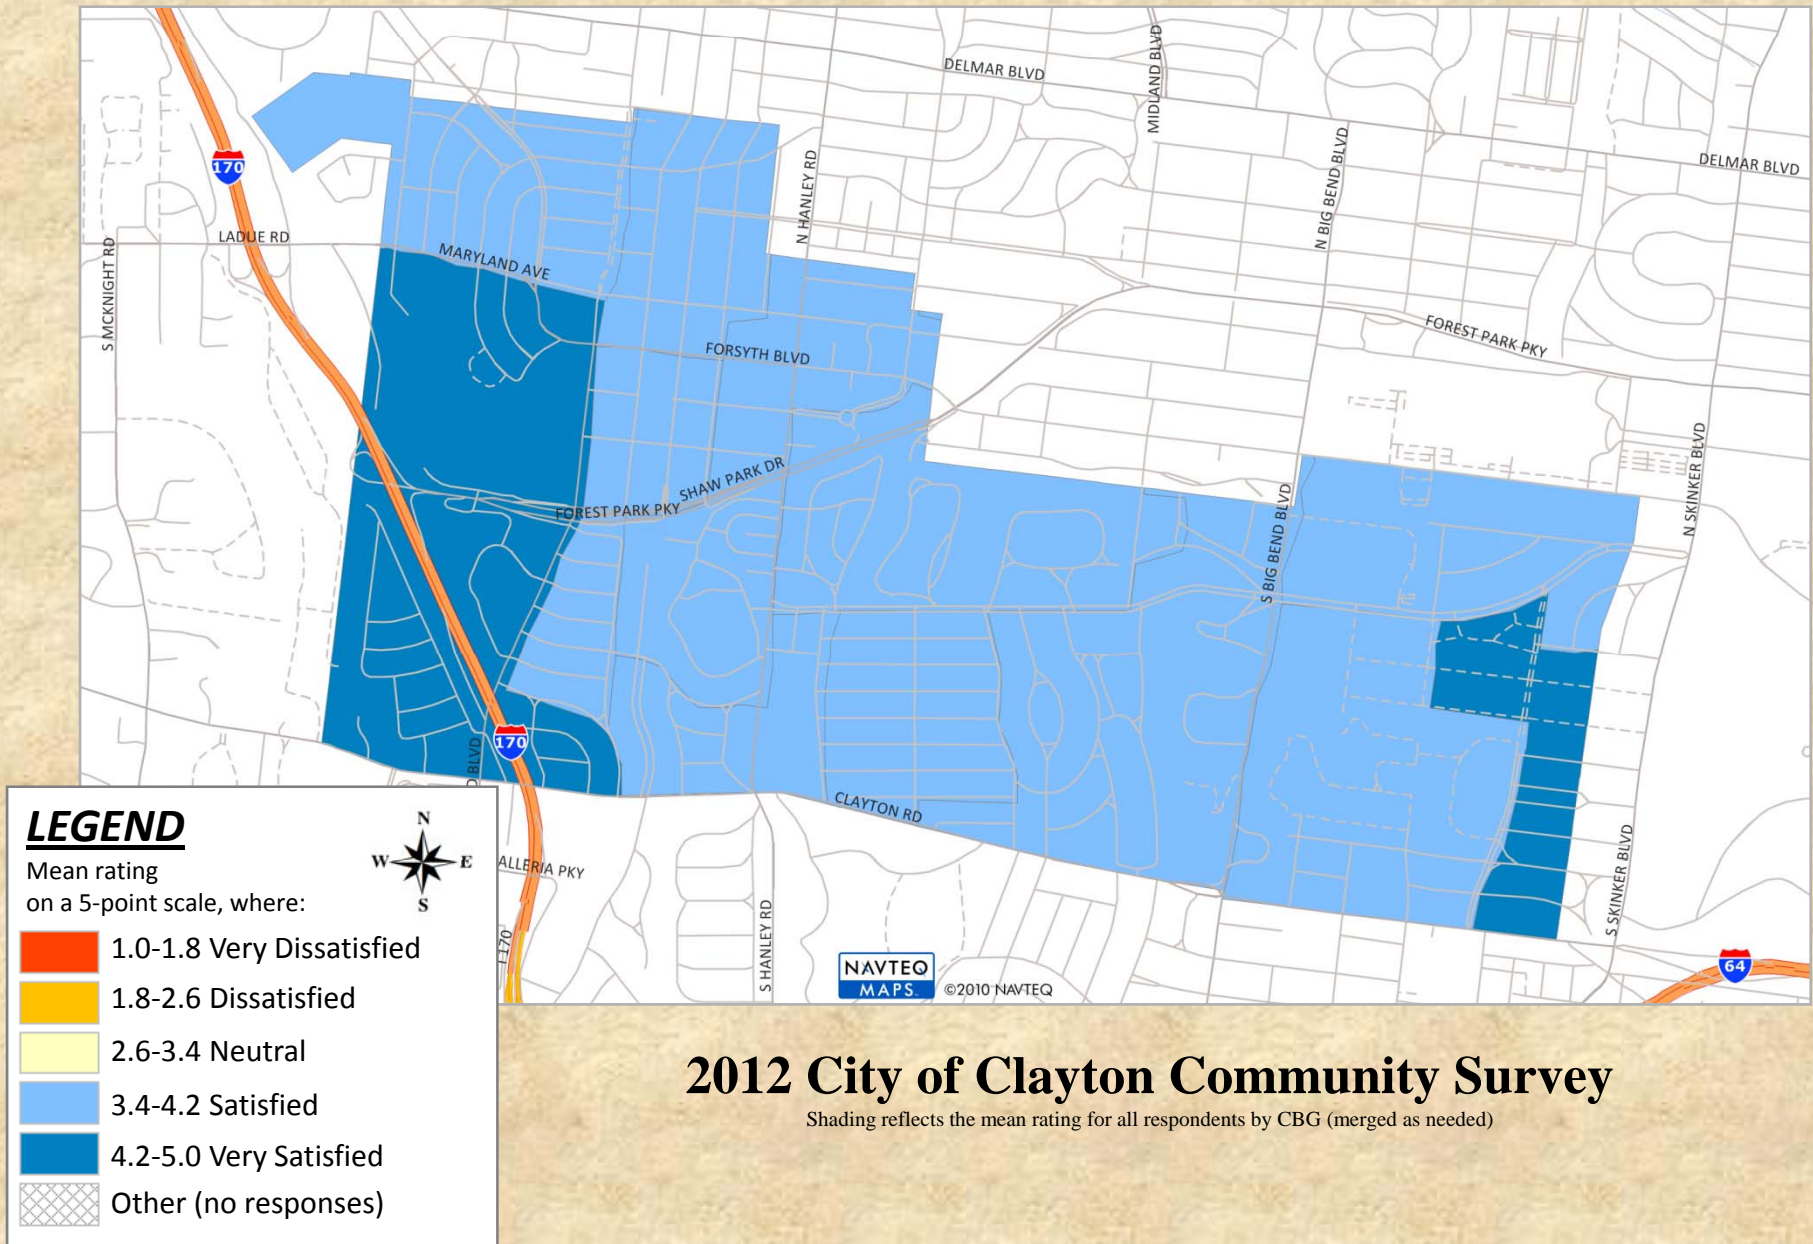 DELMAR BLVD
MIDLAND BLVD
DELMAR BLVD
170
N HANLEY RD
N BIG BEND BLVD
LADUE RD
S MCKNIGHT RD
MARYLAND AVE
FORSYTH BLVD
FOREST PARK PKY
SHAW PARK DR
FOREST PARK PKY
S BIG BEND BLVD
N SKINKER BLVD
170
D BLVD
CLAYTON RD
ALLERIA PKY
S HANLEY RD
I 170
S SKINKER BLVD
64
NAVTEQ
MAPS
©2010 NAVTEQ
LEGEND
Mean rating
on a 5-point scale, where:
N
W E
S
1.0-1.8 Very Dissatisfied
1.8-2.6 Dissatisfied
2.6-3.4 Neutral
3.4-4.2 Satisfied
4.2-5.0 Very Satisfied
Other (no responses)
2012 City of Clayton Community Survey
Shading reflects the mean rating for all respondents by CBG (merged as needed)